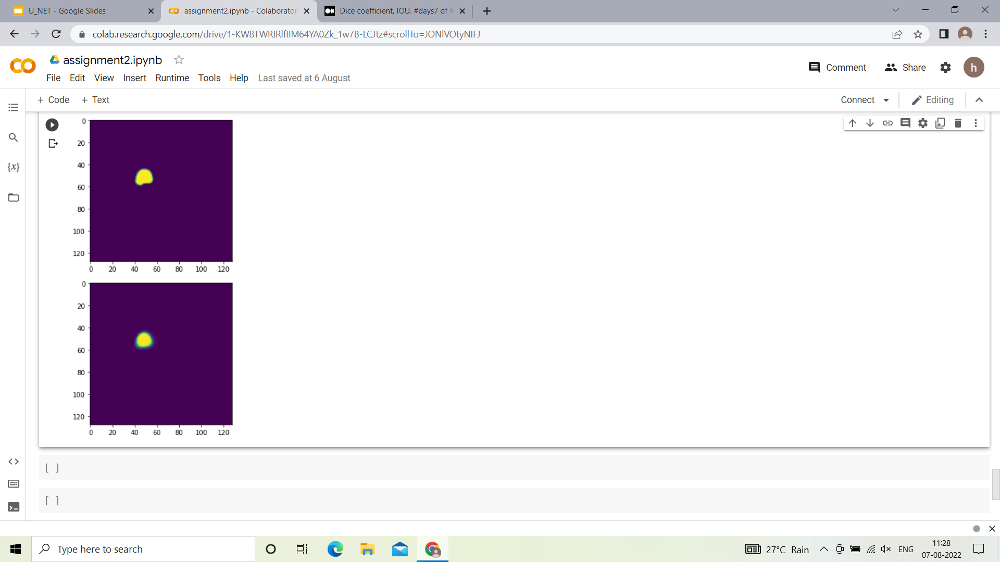 U_NET - Google Slides
assignment2.ipynb - Colaborator
Dice coefficient, IOU. #days7 of #
colab.research.google.com/drive/1-KW8TWRIRlfIIM64YA0Zk_1w7B-LCJtz#scrollTo=JONlVOtyNIFJ
assignment2.ipynb
Comment
Share
h
File Edit View Insert Runtime Tools Help Last saved at 6 August
+ Code + Text
Connect
Editing
{x}
0
20
40
60
80
100
120
0 20 40 60 80 100 120
0
20
40
60
80
100
120
0 20 40 60 80 100 120
[ ]
[ ]
Type here to search
27°C Rain
ENG
11:28
07-08-2022